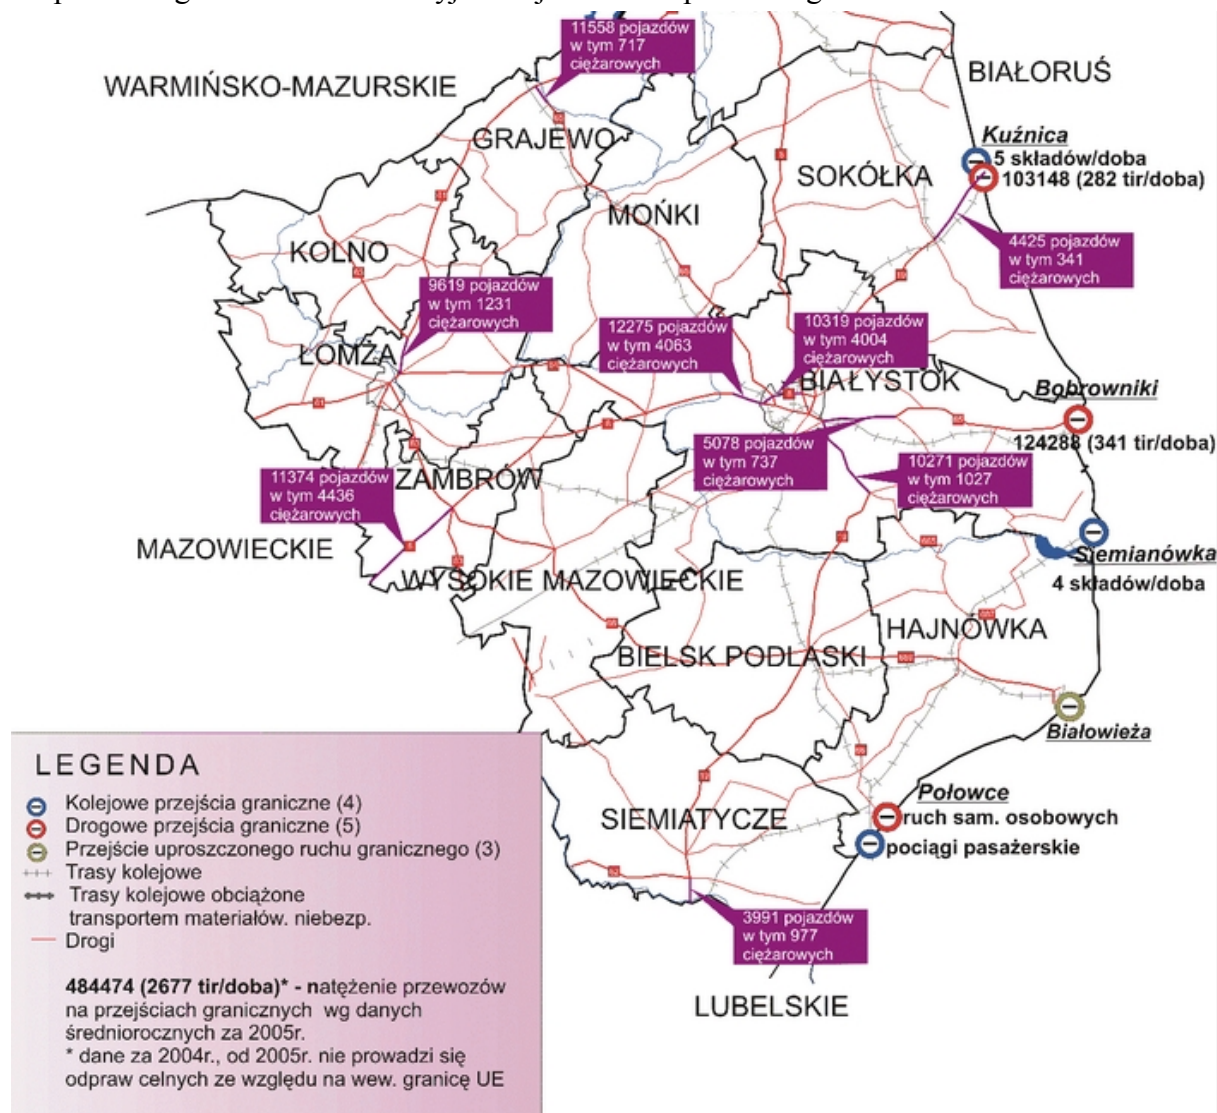 11558 pojazdów
w tym 717
ciężarowych
WARMIŃSKO-MAZURSKIE
BIAŁORUŚ
GRAJEWO
Kuźnica
5 składów/doba
103148 (282 tir/doba)
SOKÓŁKA
MOŃKI
4425 pojazdów
w tym 341
ciężarowych
KOLNO
9619 pojazdów
w tym 1231
ciężarowych
12275 pojazdów
w tym 4063
ciężarowych
10319 pojazdów
w tym 4004
ciężarowych
ŁOMŻA
BIAŁYSTOK
Bobrowniki
124288 (341 tir/doba)
5078 pojazdów
w tym 737
ciężarowych
10271 pojazdów
w tym 1027
ciężarowych
11374 pojazdów
w tym 4436
ciężarowych
ZAMBRÓW
MAZOWIECKIE
Siemianówka
4 składów/doba
WYSOKIE MAZOWIECKIE
HAJNÓWKA
BIELSK PODLASKI
Białowieża
Połowce
ruch sam. osobowych
pociągi pasażerskie
SIEMIATYCZE
3991 pojazdów
w tym 977
ciężarowych
LUBELSKIE
LEGENDA
Kolejowe przejścia graniczne (4)
Drogowe przejścia graniczne (5)
Przejście uproszczonego ruchu granicznego (3)
Trasy kolejowe
Trasy kolejowe obciążone
transportem materiałów. niebezp.
Drogi
484474 (2677 tir/doba)* - natężenie przewozów
na przejściach granicznych wg danych
średniorocznych za 2005r.
* dane za 2004r., od 2005r. nie prowadzi się
odpraw celnych ze względu na wew. granicę UE